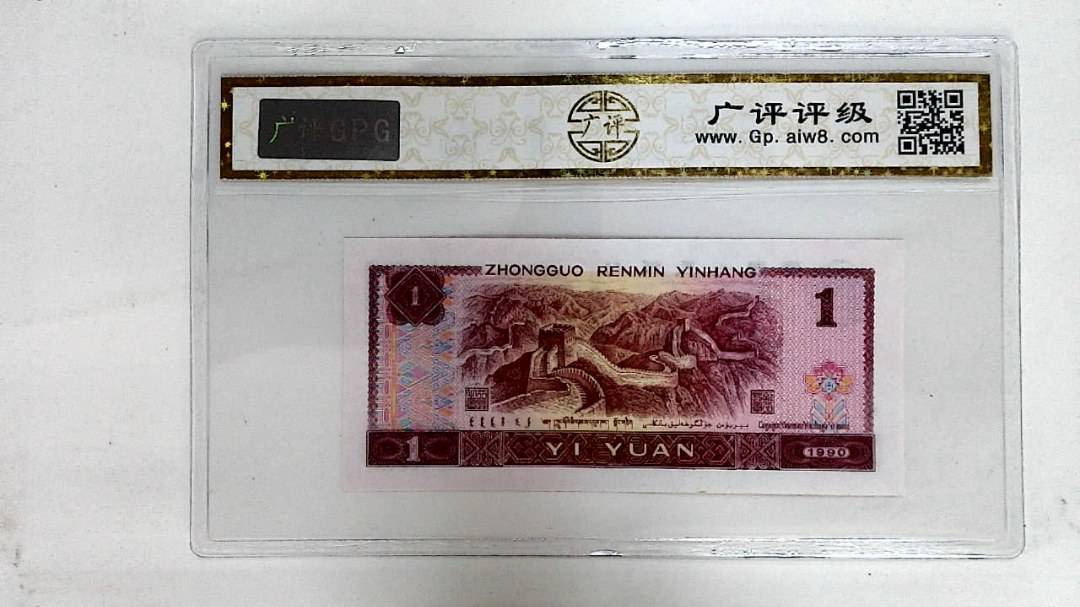 广评GPG
广评
广评评级
www. Gp. aiw8. com
ZHONGGUO RENMIN YINHANG
1
1
1
YI YUAN
1990